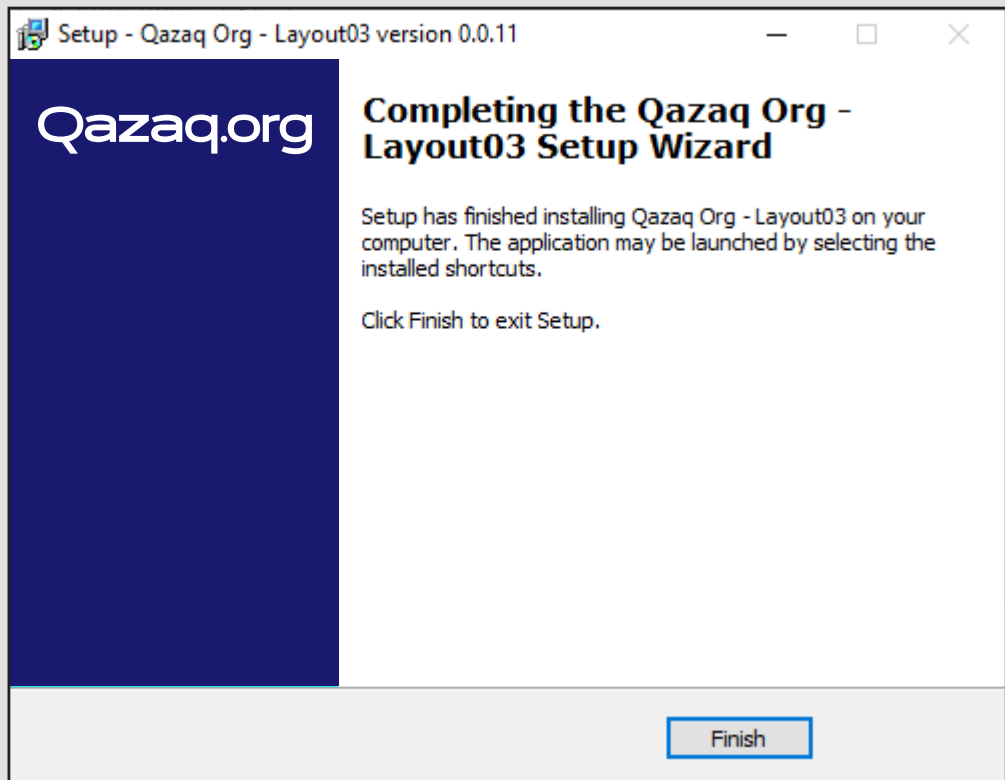 Setup - Qazaq Org - Layout03 version 0.0.11
Qazaq.org
Completing the Qazaq Org -
Layout03 Setup Wizard
Setup has finished installing Qazaq Org - Layout03 on your
computer. The application may be launched by selecting the
installed shortcuts.
Click Finish to exit Setup.
Finish